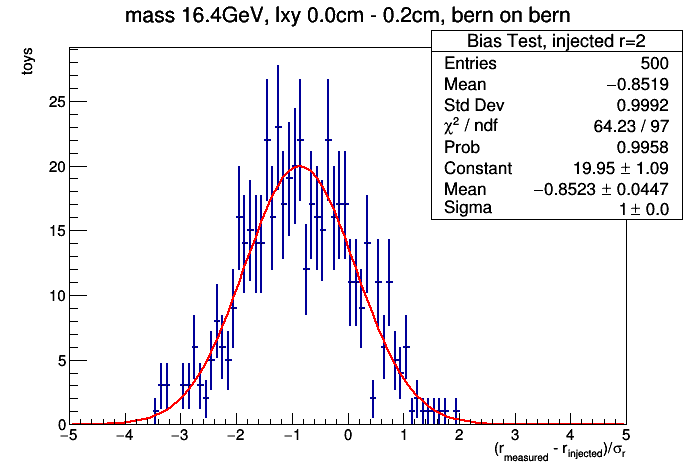 mass 16.4GeV, lxy 0.0cm - 0.2cm, bern on bern
Bias Test, injected r=2
Entries 500
Mean −0.8519
Std Dev 0.9992
χ² / ndf 64.23 / 97
Prob 0.9958
Constant 19.95 ± 1.09
Mean −0.8523 ± 0.0447
Sigma 1 ± 0.0
toys
25
20
15
10
5
0
−5 −4 −3 −2 −1 0 1 2 3 4 5
(r_measured - r_injected)/σ_r